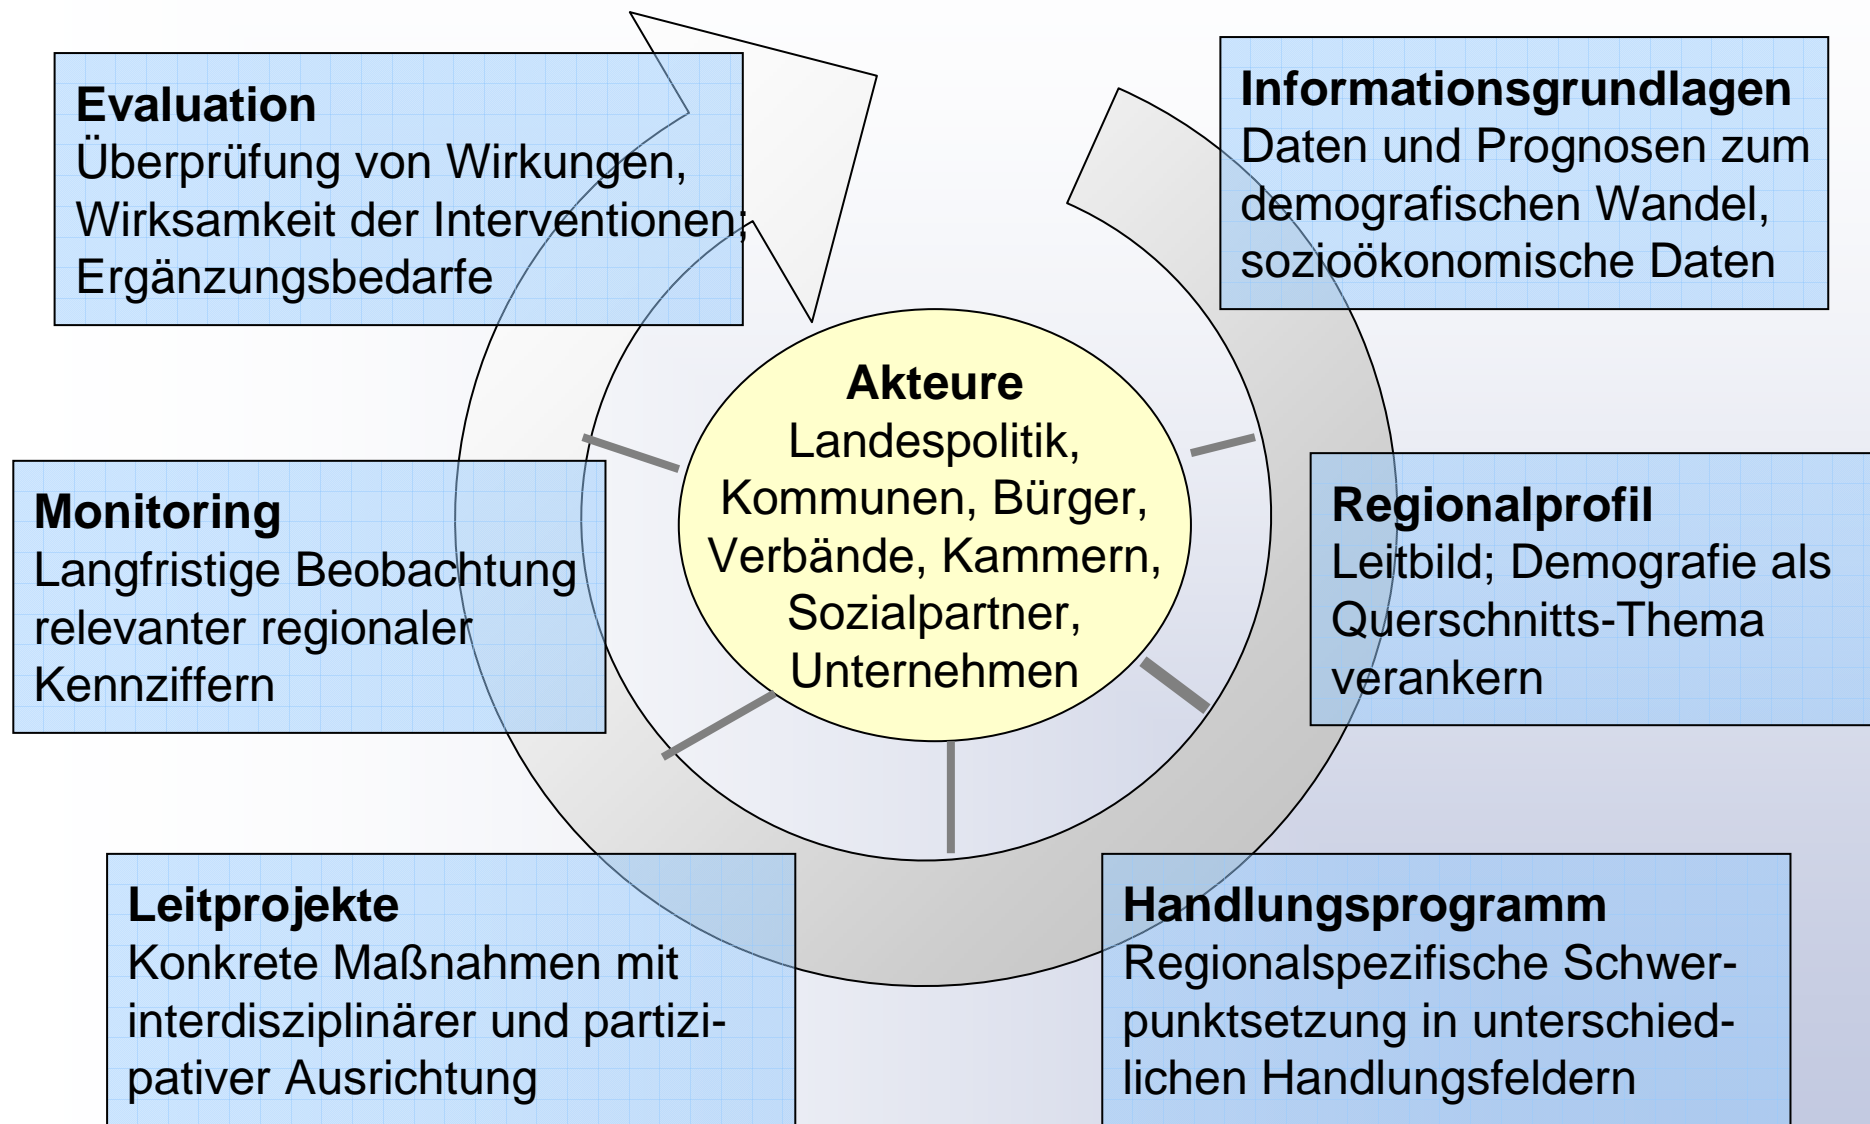 Evaluation
Überprüfung von Wirkungen,
Wirksamkeit der Interventionen;
Ergänzungsbedarfe
Informationsgrundlagen
Daten und Prognosen zum
demografischen Wandel,
sozioökonomische Daten
Akteure
Landespolitik,
Kommunen, Bürger,
Verbände, Kammern,
Sozialpartner,
Unternehmen
Monitoring
Langfristige Beobachtung
relevanter regionaler
Kennziffern
Regionalprofil
Leitbild; Demografie als
Querschnitts-Thema
verankern
Leitprojekte
Konkrete Maßnahmen mit
interdisziplinärer und partizi-
pativer Ausrichtung
Handlungsprogramm
Regionalspezifische Schwer-
punktsetzung in unterschied-
lichen Handlungsfeldern